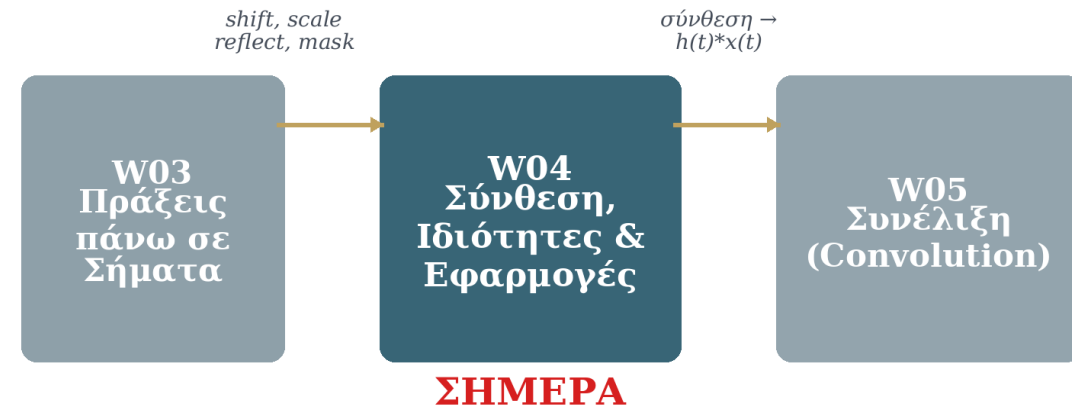 shift, scale
reflect, mask
σύνθεση →
h(t)*x(t)
W03
Πράξεις
πάνω σε
Σήματα
W04
Σύνθεση,
Ιδιότητες &
Εφαρμογές
W05
Συνέλιξη
(Convolution)
ΣΗΜΕΡΑ